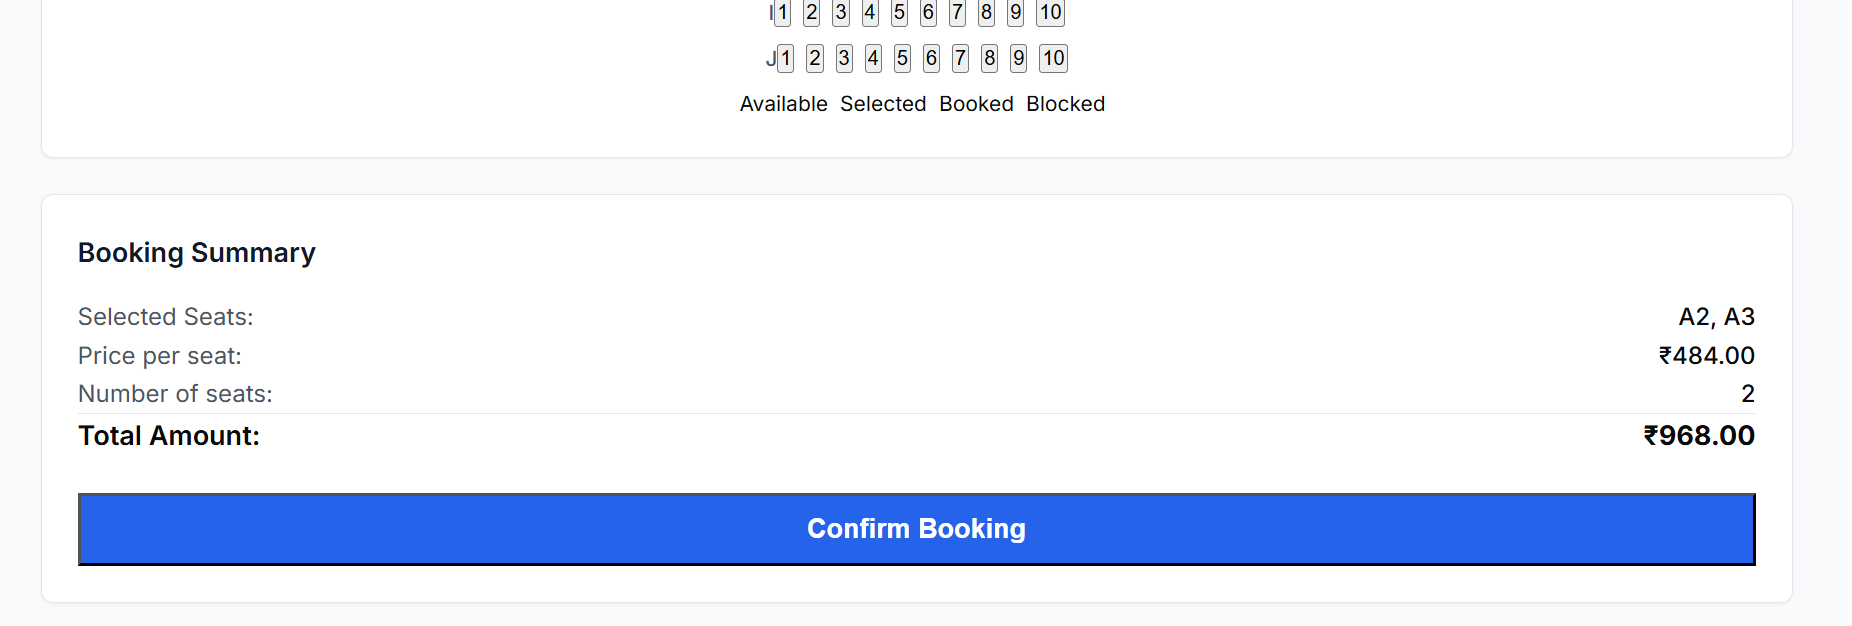 I 1 2 3 4 5 6 7 8 9 10
J 1 2 3 4 5 6 7 8 9 10
Available Selected Booked Blocked
Booking Summary
Selected Seats: A2, A3
Price per seat: ₹484.00
Number of seats: 2
Total Amount: ₹968.00
Confirm Booking